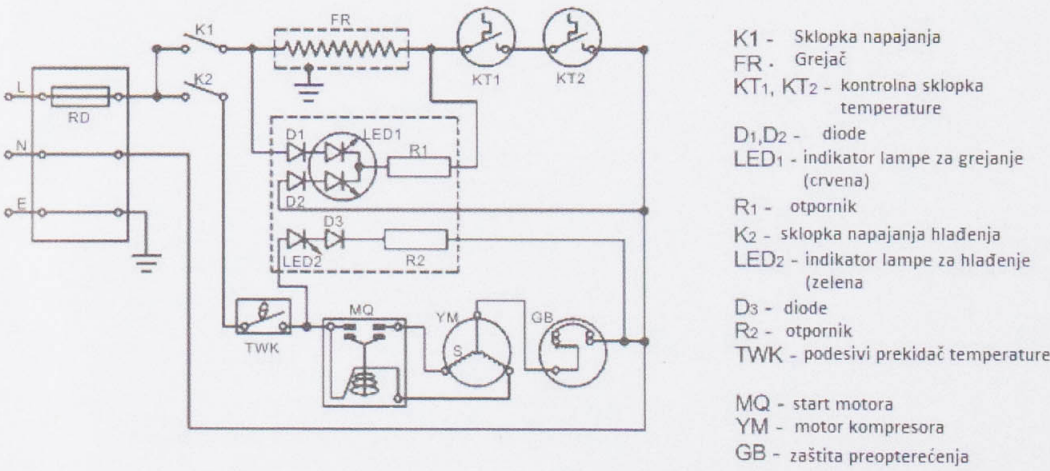 K1
FR
KT1
KT2
K2
L
RD
N
E
D1
LED1
R1
D2
D3
LED2
R2
θ
TWK
MQ
YM
S
GB
K1 - Sklopka napajanja
FR - Grejač
KT1, KT2 - kontrolna sklopka
temperature
D1,D2 - diode
LED1 - indikator lampe za grejanje
(crvena)
R1 - otpornik
K2 - sklopka napajanja hlađenja
LED2 - indikator lampe za hlađenje
(zelena
D3 - diode
R2 - otpornik
TWK - podesivi prekidač temperature
MQ - start motora
YM - motor kompresora
GB - zaštita preopterećenja